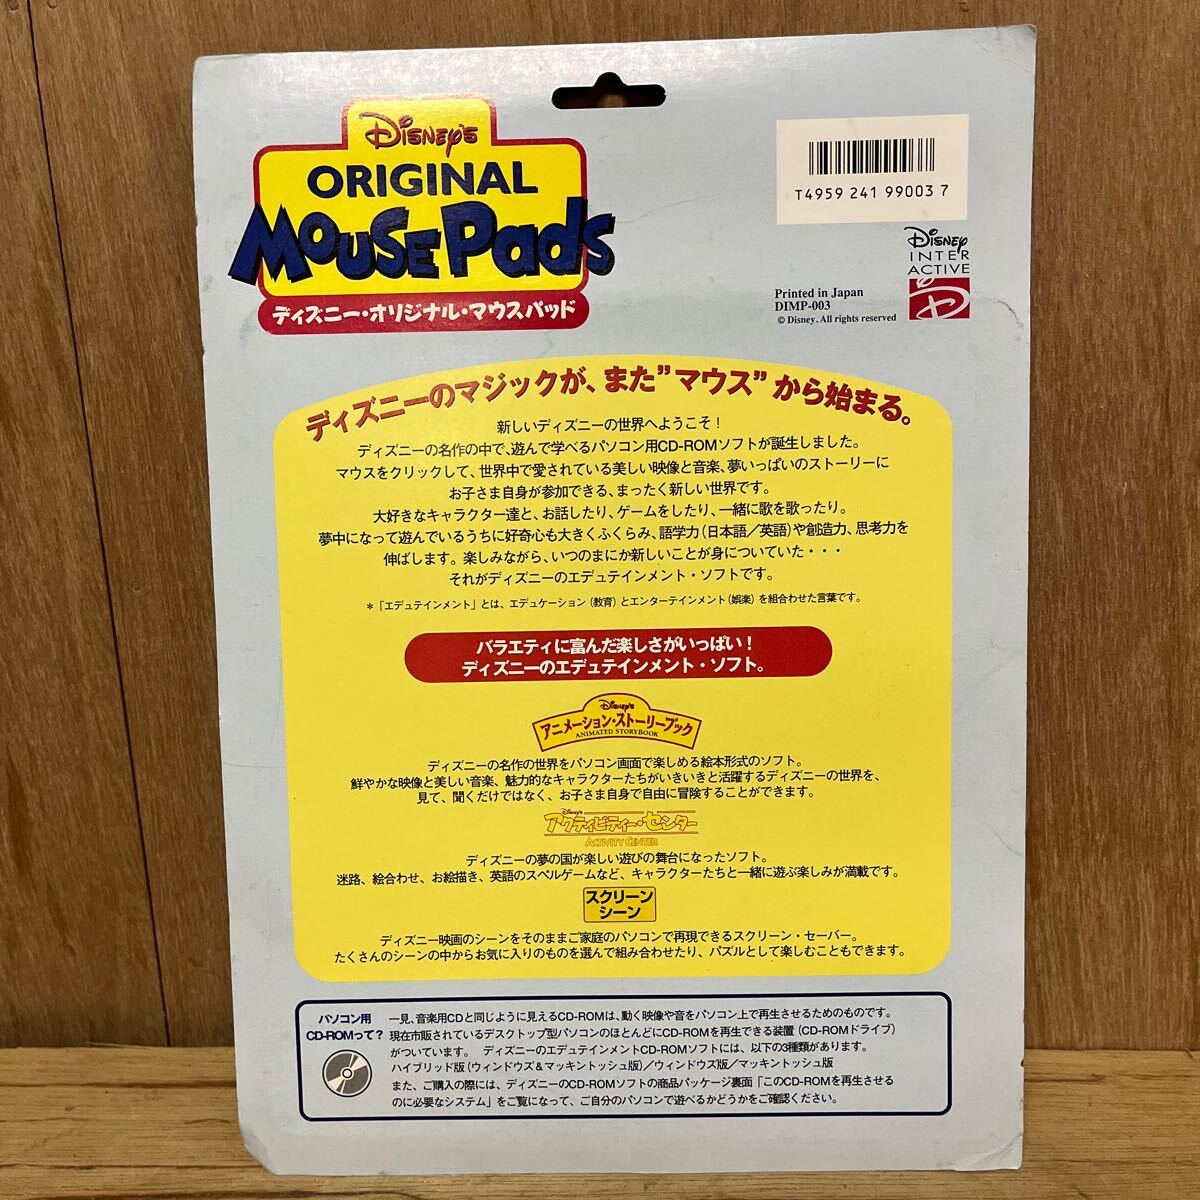 Disney's
ORIGINAL
MOUSE Pads
ディズニー・オリジナル・マウスパッド
T4959 241 99003 7
Disney
INTER
ACTIVE
Printed in Japan
DIMP-003
© Disney. All rights reserved
ディズニーのマジックが、また”マウス”から始まる。
新しいディズニーの世界へようこそ！
ディズニーの名作の中で、遊んで学べるパソコン用CD-ROMソフトが誕生しました。
マウスをクリックして、世界中で愛されている美しい映像と音楽、夢いっぱいのストーリーに
お子さま自身が参加できる、まったく新しい世界です。
大好きなキャラクター達と、お話したり、ゲームをしたり、一緒に歌を歌ったり。
夢中になって遊んでいるうちに好奇心も大きくふくらみ、語学力（日本語／英語）や創造力、思考力を
伸ばします。楽しみながら、いつのまにか新しいことが身についていた・・・
それがディズニーのエデュテインメント・ソフトです。
＊「エデュテインメント」とは、エデュケーション（教育）とエンターテインメント（娯楽）を組合わせた言葉です。
バラエティに富んだ楽しさがいっぱい！
ディズニーのエデュテインメント・ソフト。
Disney's
アニメーション・ストーリーブック
ANIMATED STORYBOOK
ディズニーの名作の世界をパソコン画面で楽しめる絵本形式のソフト。
鮮やかな映像と美しい音楽、魅力的なキャラクターたちがいきいきと活躍するディズニーの世界を、
見て、聞くだけではなく、お子さま自身で自由に冒険することができます。
Disney's
アクティビティー・センター
ACTIVITY CENTER
ディズニーの夢の国が楽しい遊びの舞台になったソフト。
迷路、絵合わせ、お絵描き、英語のスペルゲームなど、キャラクターたちと一緒に遊ぶ楽しみが満載です。
スクリーン
シーン
ディズニー映画のシーンをそのままご家庭のパソコンで再現できるスクリーン・セーバー。
たくさんのシーンの中からお気に入りのものを選んで組み合わせたり、パズルとして楽しむこともできます。
パソコン用
CD-ROMって？
一見、音楽用CDと同じように見えるCD-ROMは、動く映像や音をパソコン上で再生させるためのものです。
現在市販されているデスクトップ型パソコンのほとんどにCD-ROMを再生できる装置（CD-ROMドライブ）
がついています。 ディズニーのエデュテインメントCD-ROMソフトには、以下の3種類があります。
ハイブリッド版（ウィンドウズ＆マッキントッシュ版）／ウィンドウズ版／マッキントッシュ版
また、ご購入の際には、ディズニーのCD-ROMソフトの商品パッケージ裏面「このCD-ROMを再生させる
のに必要なシステム」をご覧になって、ご自分のパソコンで遊べるかどうかをご確認ください。